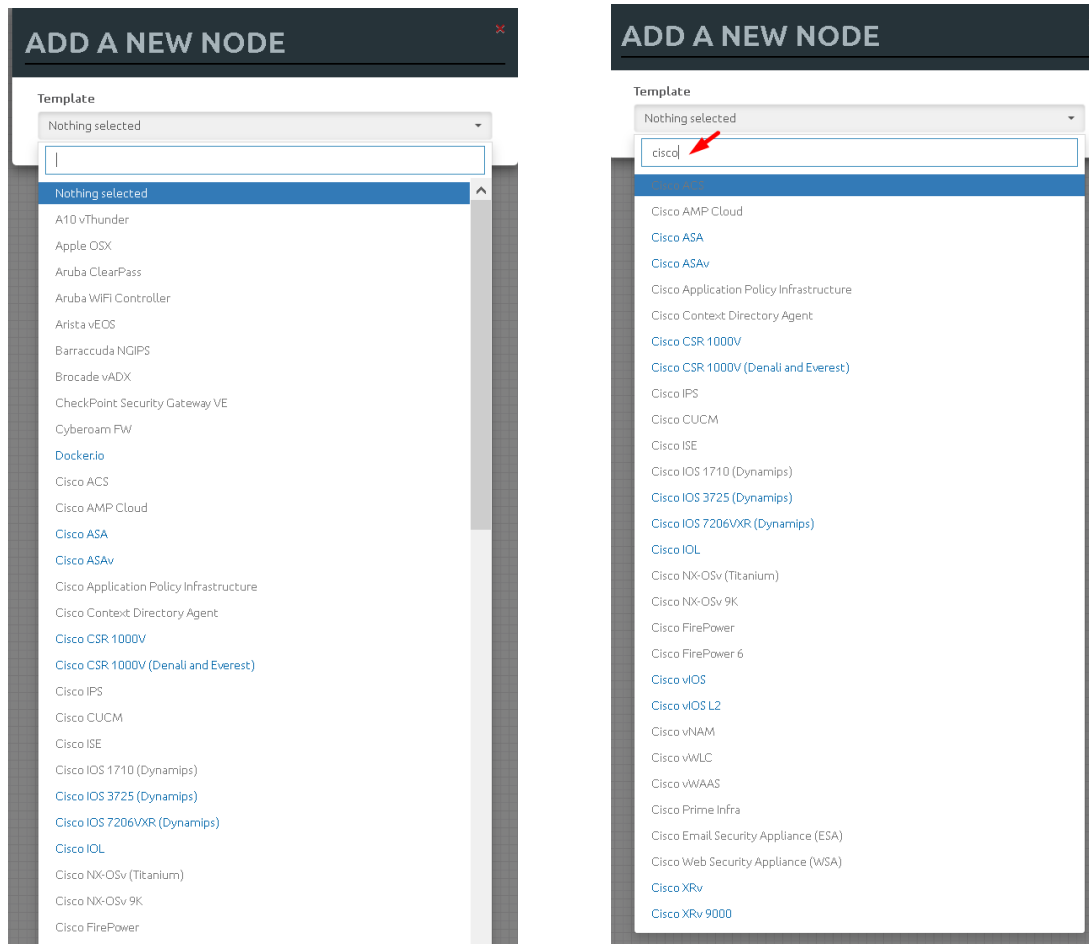 ADD A NEW NODE
×
Template
Nothing selected
Nothing selected
A10 vThunder
Apple OSX
Aruba ClearPass
Aruba WiFi Controller
Arista vEOS
Barraccuda NGIPS
Brocade vADX
CheckPoint Security Gateway VE
Cyberoam FW
Docker.io
Cisco ACS
Cisco AMP Cloud
Cisco ASA
Cisco ASAv
Cisco Application Policy Infrastructure
Cisco Context Directory Agent
Cisco CSR 1000V
Cisco CSR 1000V (Denali and Everest)
Cisco IPS
Cisco CUCM
Cisco ISE
Cisco IOS 1710 (Dynamips)
Cisco IOS 3725 (Dynamips)
Cisco IOS 7206VXR (Dynamips)
Cisco IOL
Cisco NX-OSv (Titanium)
Cisco NX-OSv 9K
Cisco FirePower
ADD A NEW NODE
Template
Nothing selected
cisco
Cisco ACS
Cisco AMP Cloud
Cisco ASA
Cisco ASAv
Cisco Application Policy Infrastructure
Cisco Context Directory Agent
Cisco CSR 1000V
Cisco CSR 1000V (Denali and Everest)
Cisco IPS
Cisco CUCM
Cisco ISE
Cisco IOS 1710 (Dynamips)
Cisco IOS 3725 (Dynamips)
Cisco IOS 7206VXR (Dynamips)
Cisco IOL
Cisco NX-OSv (Titanium)
Cisco NX-OSv 9K
Cisco FirePower
Cisco FirePower 6
Cisco vIOS
Cisco vIOS L2
Cisco vNAM
Cisco vWLC
Cisco vWAAS
Cisco Prime Infra
Cisco Email Security Appliance (ESA)
Cisco Web Security Appliance (WSA)
Cisco XRv
Cisco XRv 9000